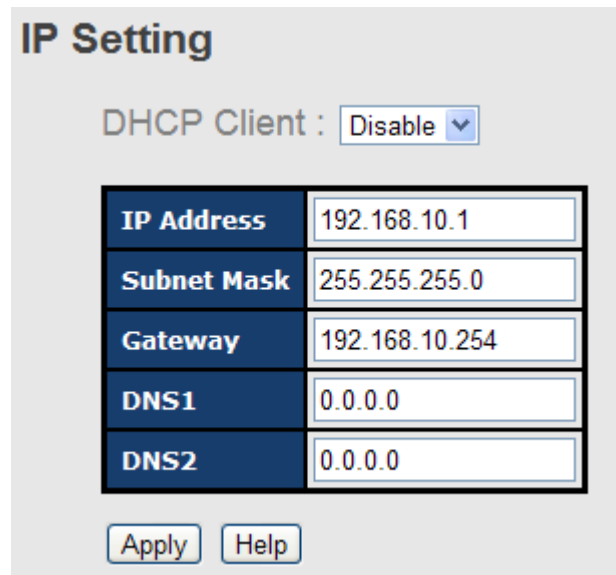 IP Setting
DHCP Client : Disable
IP Address 192.168.10.1
Subnet Mask 255.255.255.0
Gateway 192.168.10.254
DNS1 0.0.0.0
DNS2 0.0.0.0
Apply Help